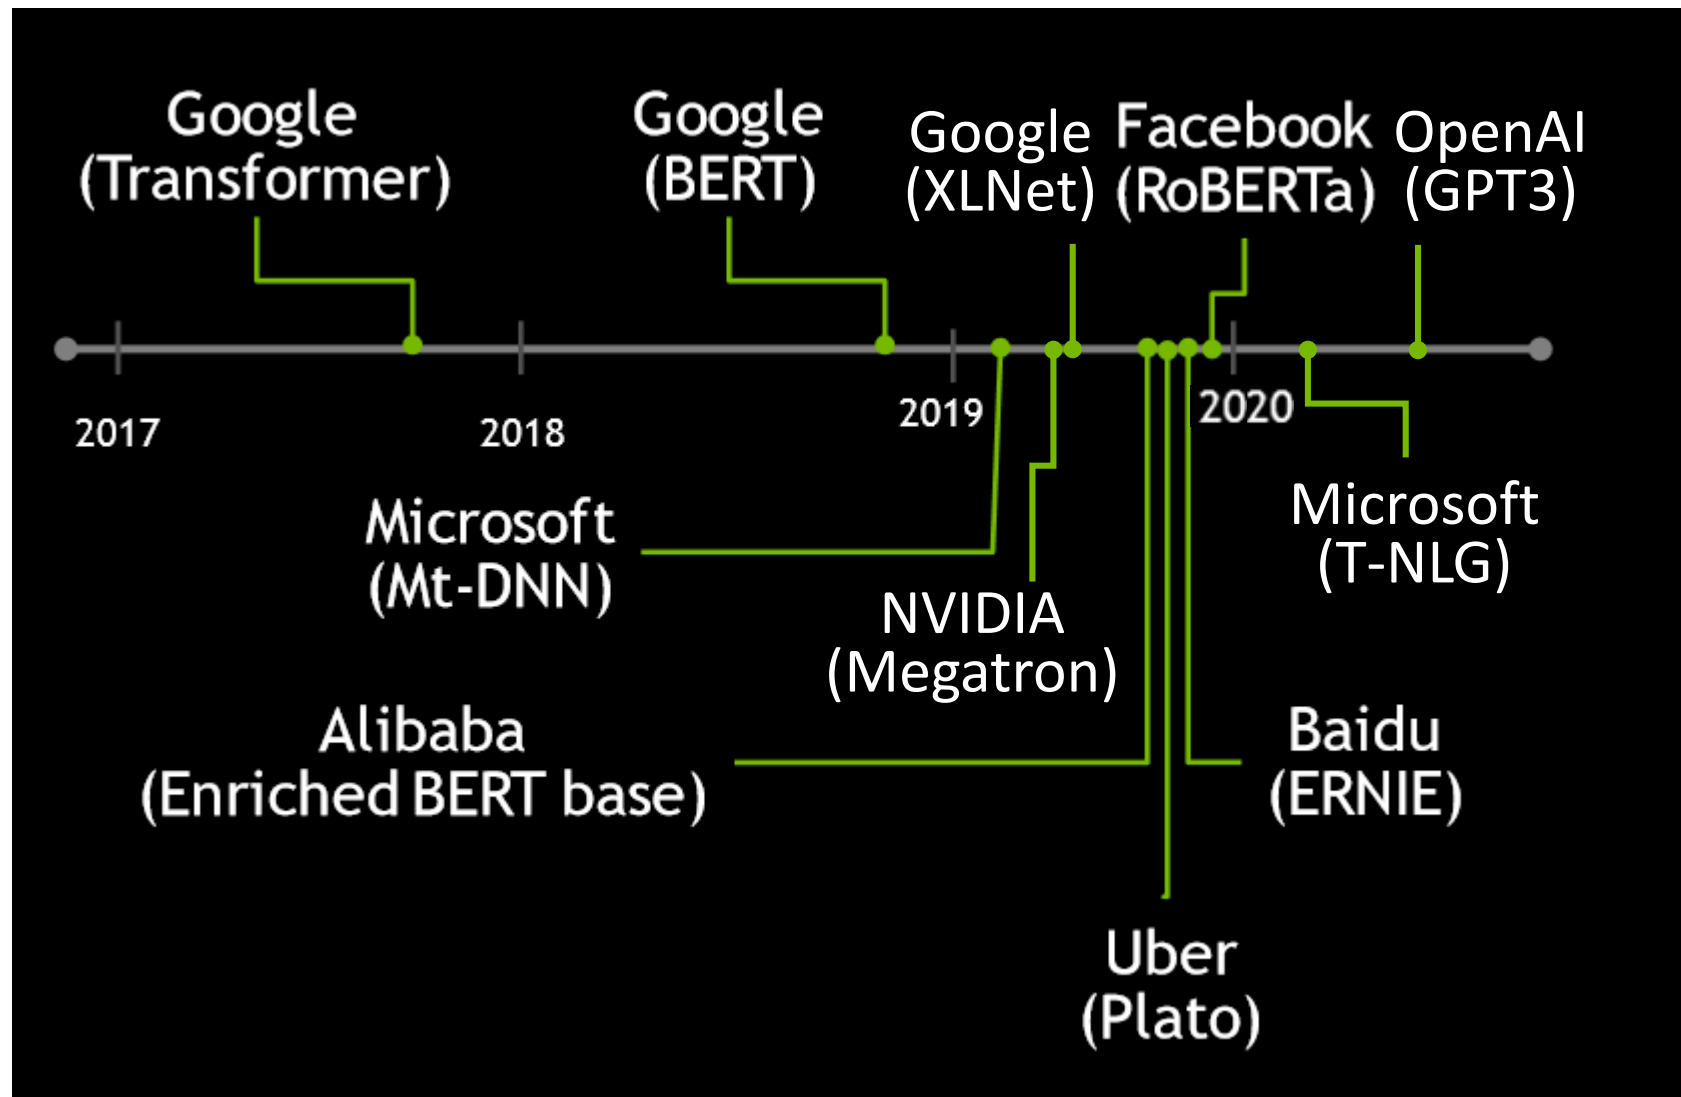 Google
(Transformer)
Google
(BERT)
Google
(XLNet)
Facebook
(RoBERTa)
OpenAI
(GPT3)
2017
2018
2019
2020
Microsoft
(Mt-DNN)
NVIDIA
(Megatron)
Microsoft
(T-NLG)
Alibaba
(Enriched BERT base)
Baidu
(ERNIE)
Uber
(Plato)